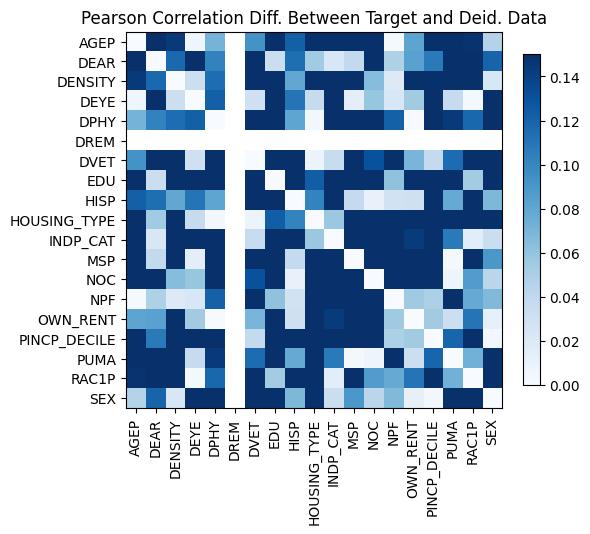 Pearson Correlation Diff. Between Target and Deid. Data
AGEP
DEAR
DENSITY
DEYE
DPHY
DREM
DVET
EDU
HISP
HOUSING_TYPE
INDP_CAT
MSP
NOC
NPF
OWN_RENT
PINCP_DECILE
PUMA
RAC1P
SEX
AGEP
DEAR
DENSITY
DEYE
DPHY
DREM
DVET
EDU
HISP
HOUSING_TYPE
INDP_CAT
MSP
NOC
NPF
OWN_RENT
PINCP_DECILE
PUMA
RAC1P
SEX
0.14
0.12
0.10
0.08
0.06
0.04
0.02
0.00